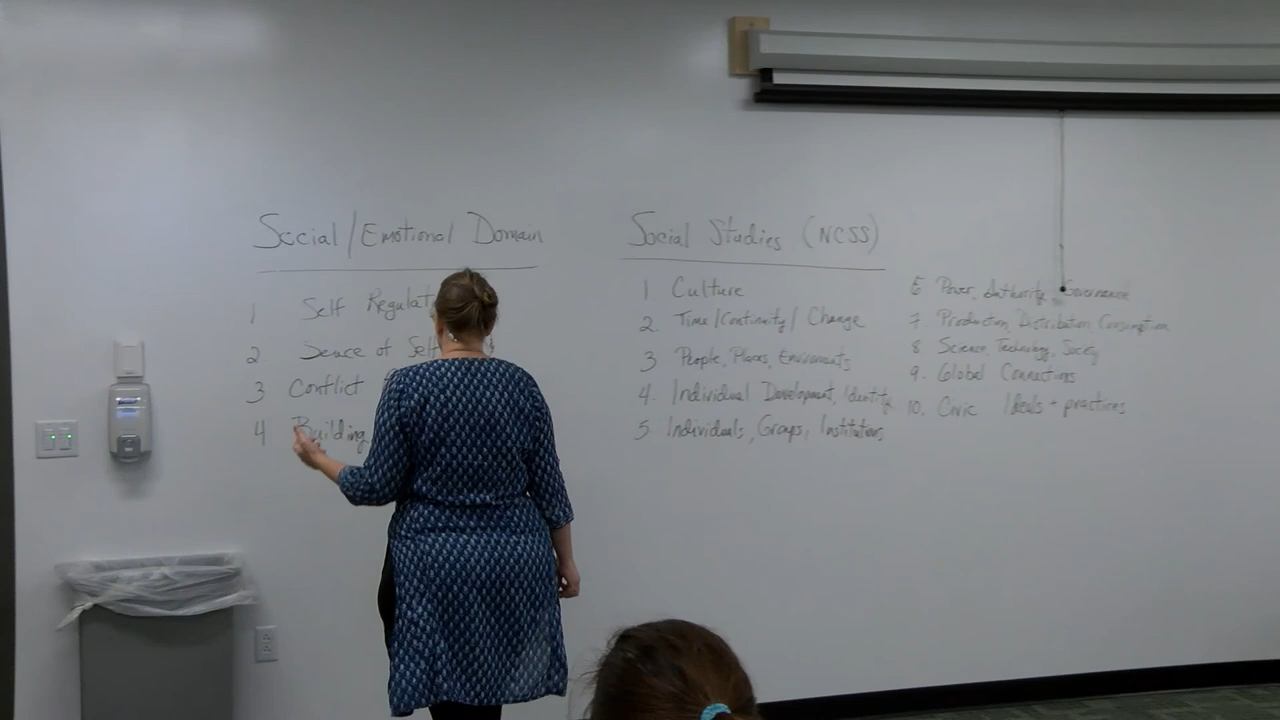 Social/Emotional Domain
1 Self Regulat
2 Sence of Self
3 Conflict
4 Building
Social Studies (NCSS)
1 Culture
2. Time/Continuity/Change
3 People, Places, Enviroments
4. Individual Development, Identity
5 Individuals, Groups, Institutions
6 Power, Authority, Governance
7 Production, Distribution, Consumption
8 Science, Technology, Society
9. Global Connections
10. Civic Ideals + practices